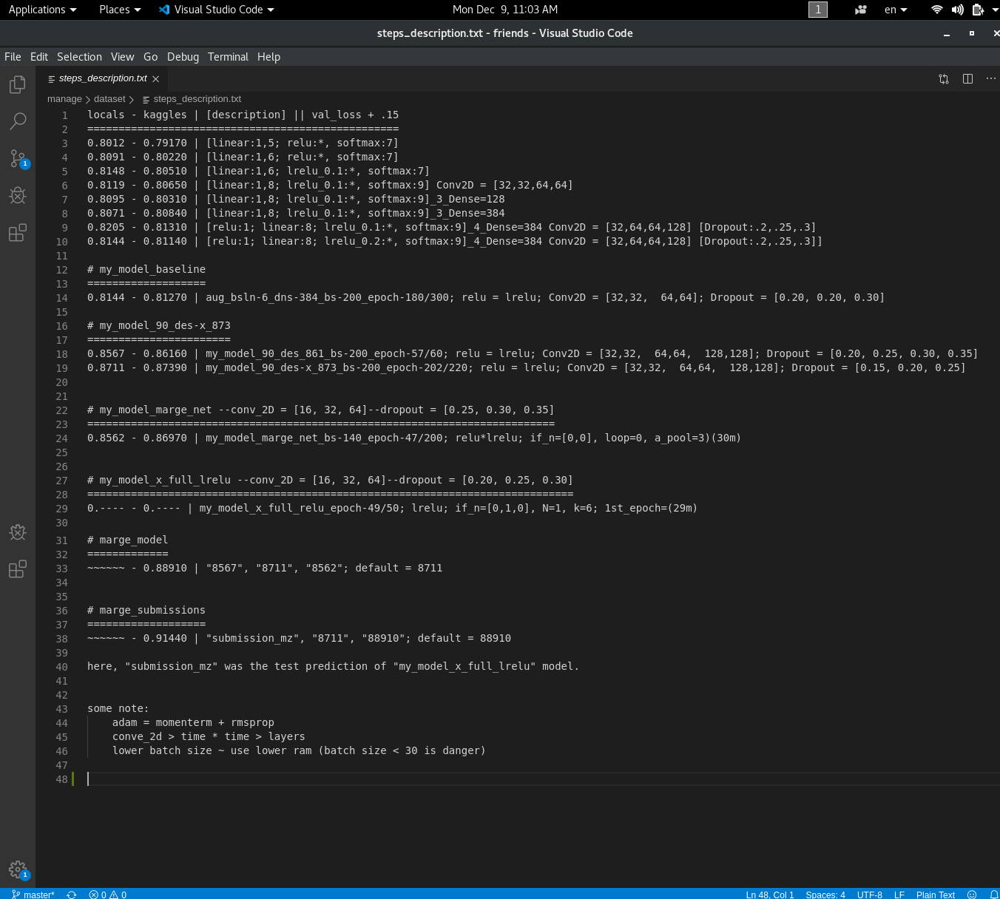 Applications Places Visual Studio Code Mon Dec 9, 11:03 AM 1 en
steps_description.txt - friends - Visual Studio Code
File Edit Selection View Go Debug Terminal Help
steps_description.txt
manage > dataset > steps_description.txt
1 locals - kaggles | [description] || val_loss + .15
2 ==================================================
3 0.8012 - 0.79170 | [linear:1,5; relu:*, softmax:7]
4 0.8091 - 0.80220 | [linear:1,6; relu:*, softmax:7]
5 0.8148 - 0.80510 | [linear:1,6; lrelu_0.1:*, softmax:7]
6 0.8119 - 0.80650 | [linear:1,8; lrelu_0.1:*, softmax:9] Conv2D = [32,32,64,64]
7 0.8095 - 0.80310 | [linear:1,8; lrelu_0.1:*, softmax:9]_3_Dense=128
8 0.8071 - 0.80840 | [linear:1,8; lrelu_0.1:*, softmax:9]_3_Dense=384
9 0.8205 - 0.81310 | [relu:1; linear:8; lrelu_0.1:*, softmax:9]_4_Dense=384 Conv2D = [32,64,64,128] [Dropout:.2,.25,.3]
10 0.8144 - 0.81140 | [relu:1; linear:8; lrelu_0.2:*, softmax:9]_4_Dense=384 Conv2D = [32,64,64,128] [Dropout:.2,.25,.3]]
11
12 # my_model_baseline
13 ===================
14 0.8144 - 0.81270 | aug_bsln-6_dns-384_bs-200_epoch-180/300; relu = lrelu; Conv2D = [32,32,  64,64]; Dropout = [0.20, 0.20, 0.30]
15
16 # my_model_90_des-x_873
17 =======================
18 0.8567 - 0.86160 | my_model_90_des_861_bs-200_epoch-57/60; relu = lrelu; Conv2D = [32,32,  64,64,  128,128]; Dropout = [0.20, 0.25, 0.30, 0.35]
19 0.8711 - 0.87390 | my_model_90_des-x_873_bs-200_epoch-202/220; relu = lrelu; Conv2D = [32,32,  64,64,  128,128]; Dropout = [0.15, 0.20, 0.25]
20
21
22 # my_model_marge_net --conv_2D = [16, 32, 64]--dropout = [0.25, 0.30, 0.35]
23 ===========================================================================
24 0.8562 - 0.86970 | my_model_marge_net_bs-140_epoch-47/200; relu*lrelu; if_n=[0,0], loop=0, a_pool=3)(30m)
25
26
27 # my_model_x_full_lrelu --conv_2D = [16, 32, 64]--dropout = [0.20, 0.25, 0.30]
28 ==============================================================================
29 0.---- - 0.---- | my_model_x_full_relu_epoch-49/50; lrelu; if_n=[0,1,0], N=1, k=6; 1st_epoch=(29m)
30
31 # marge_model
32 =============
33 ~~~~~~ - 0.88910 | "8567", "8711", "8562"; default = 8711
34
35
36 # marge_submissions
37 ===================
38 ~~~~~~ - 0.91440 | "submission_mz", "8711", "88910"; default = 88910
39
40 here, "submission_mz" was the test prediction of "my_model_x_full_lrelu" model.
41
42
43 some note:
44     adam = momenterm + rmsprop
45     conve_2d > time * time > layers
46     lower batch size ~ use lower ram (batch size < 30 is danger)
47
48
1
1
master* 0 0 Ln 48, Col 1 Spaces: 4 UTF-8 LF Plain Text